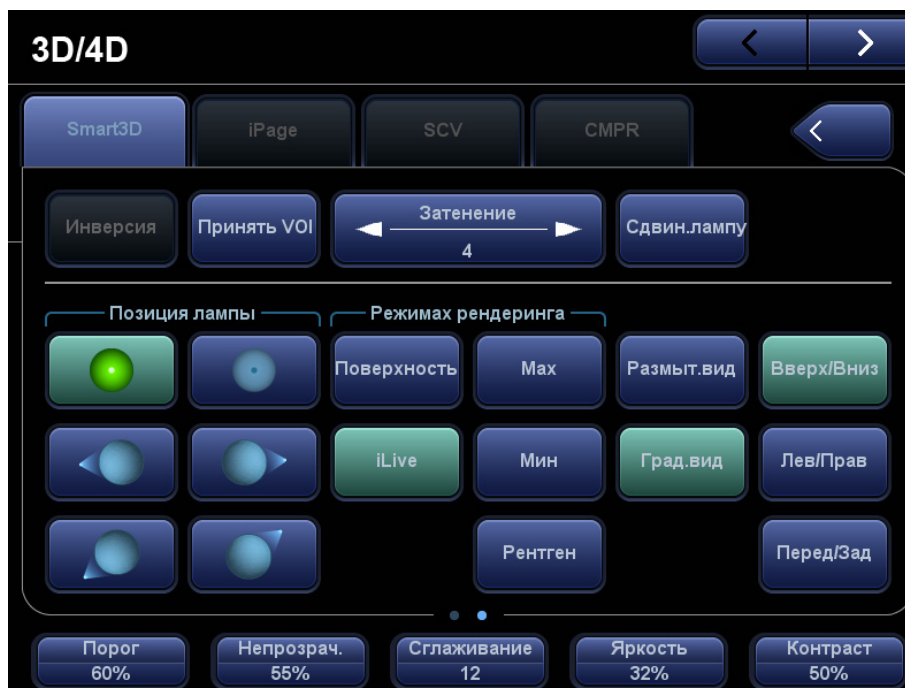 3D/4D
Smart3D iPage SCV CMPR
Инверсия Принять VOI Затенение Сдвин.лампу
4
Позиция лампы Режимах рендеринга
Поверхность Max Размыт.вид Вверх/Вниз
iLive Мин Град.вид Лев/Прав
Рентген Перед/Зад
Порог Непрозрач. Сглаживание Яркость Контраст
60% 55% 12 32% 50%